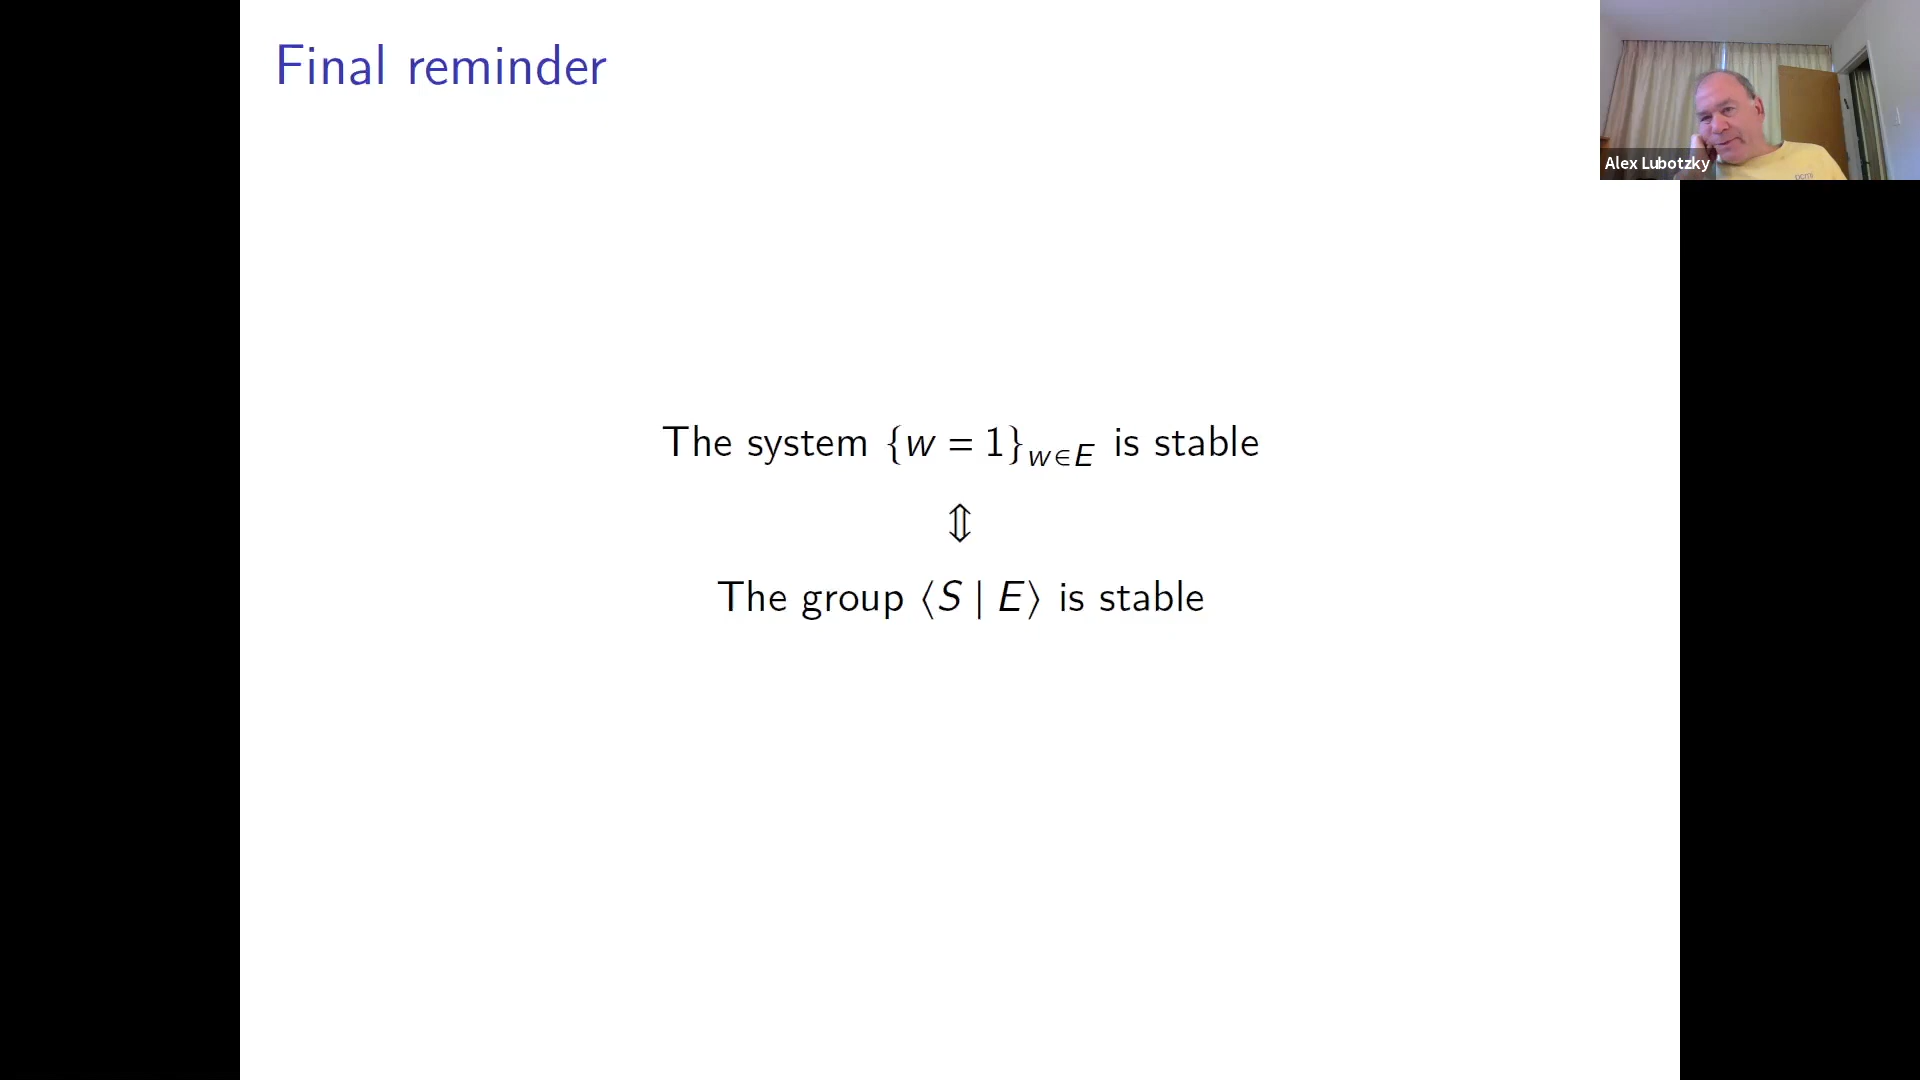 Final reminder
Alex Lubotzky
The system {w = 1}_{w∈E} is stable
⇕
The group ⟨S | E⟩ is stable